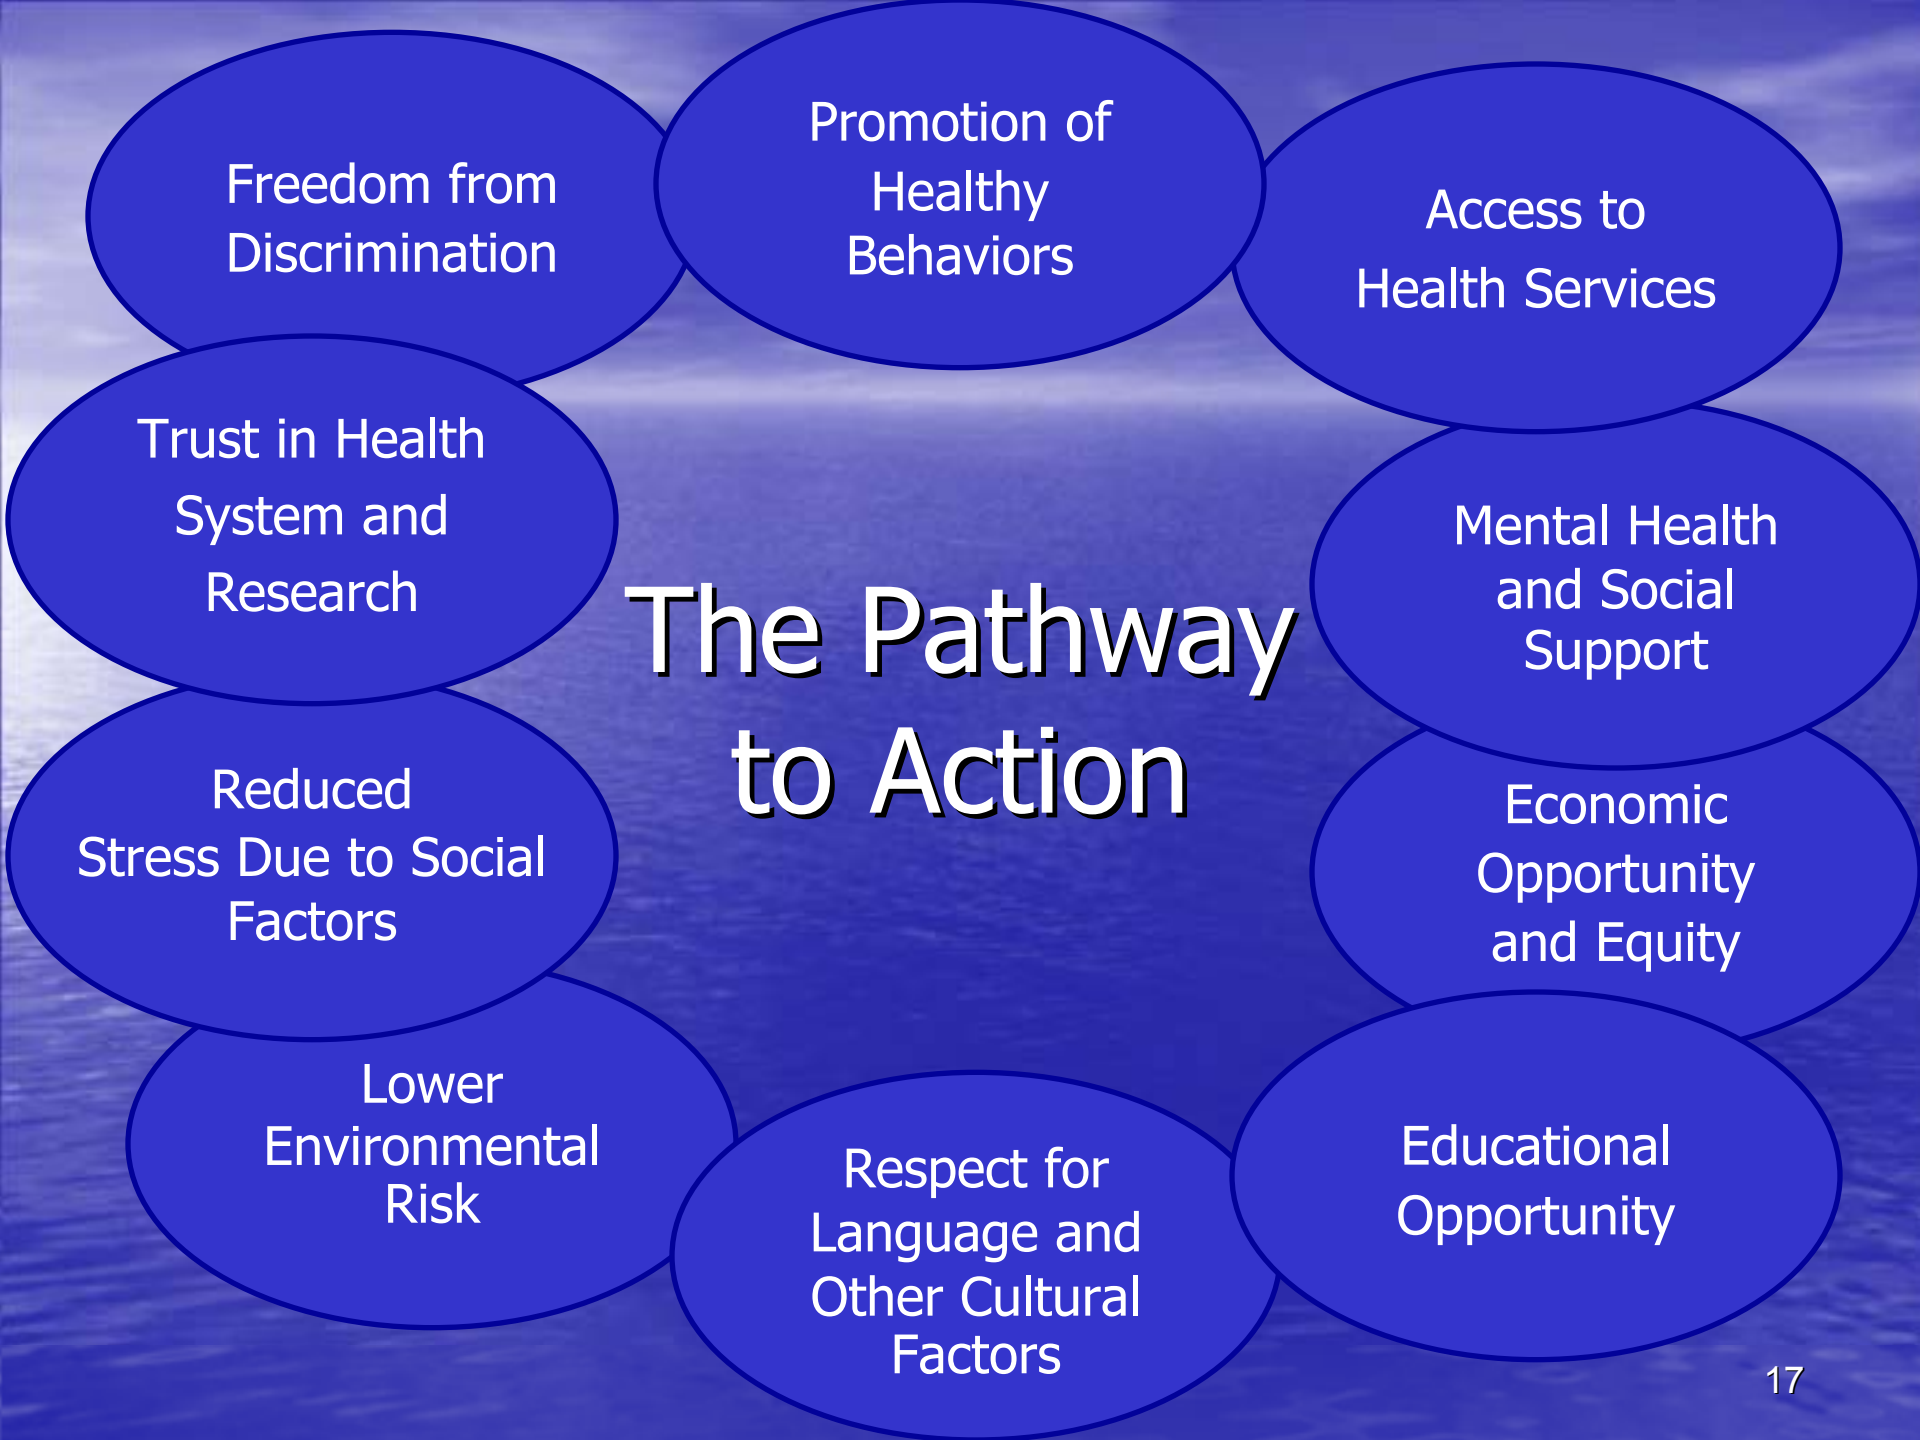 Freedom from
Discrimination
Promotion of
Healthy
Behaviors
Access to
Health Services
Trust in Health
System and
Research
Mental Health
and Social
Support
The Pathway
to Action
Reduced
Stress Due to Social
Factors
Economic
Opportunity
and Equity
Lower
Environmental
Risk
Respect for
Language and
Other Cultural
Factors
Educational
Opportunity
17